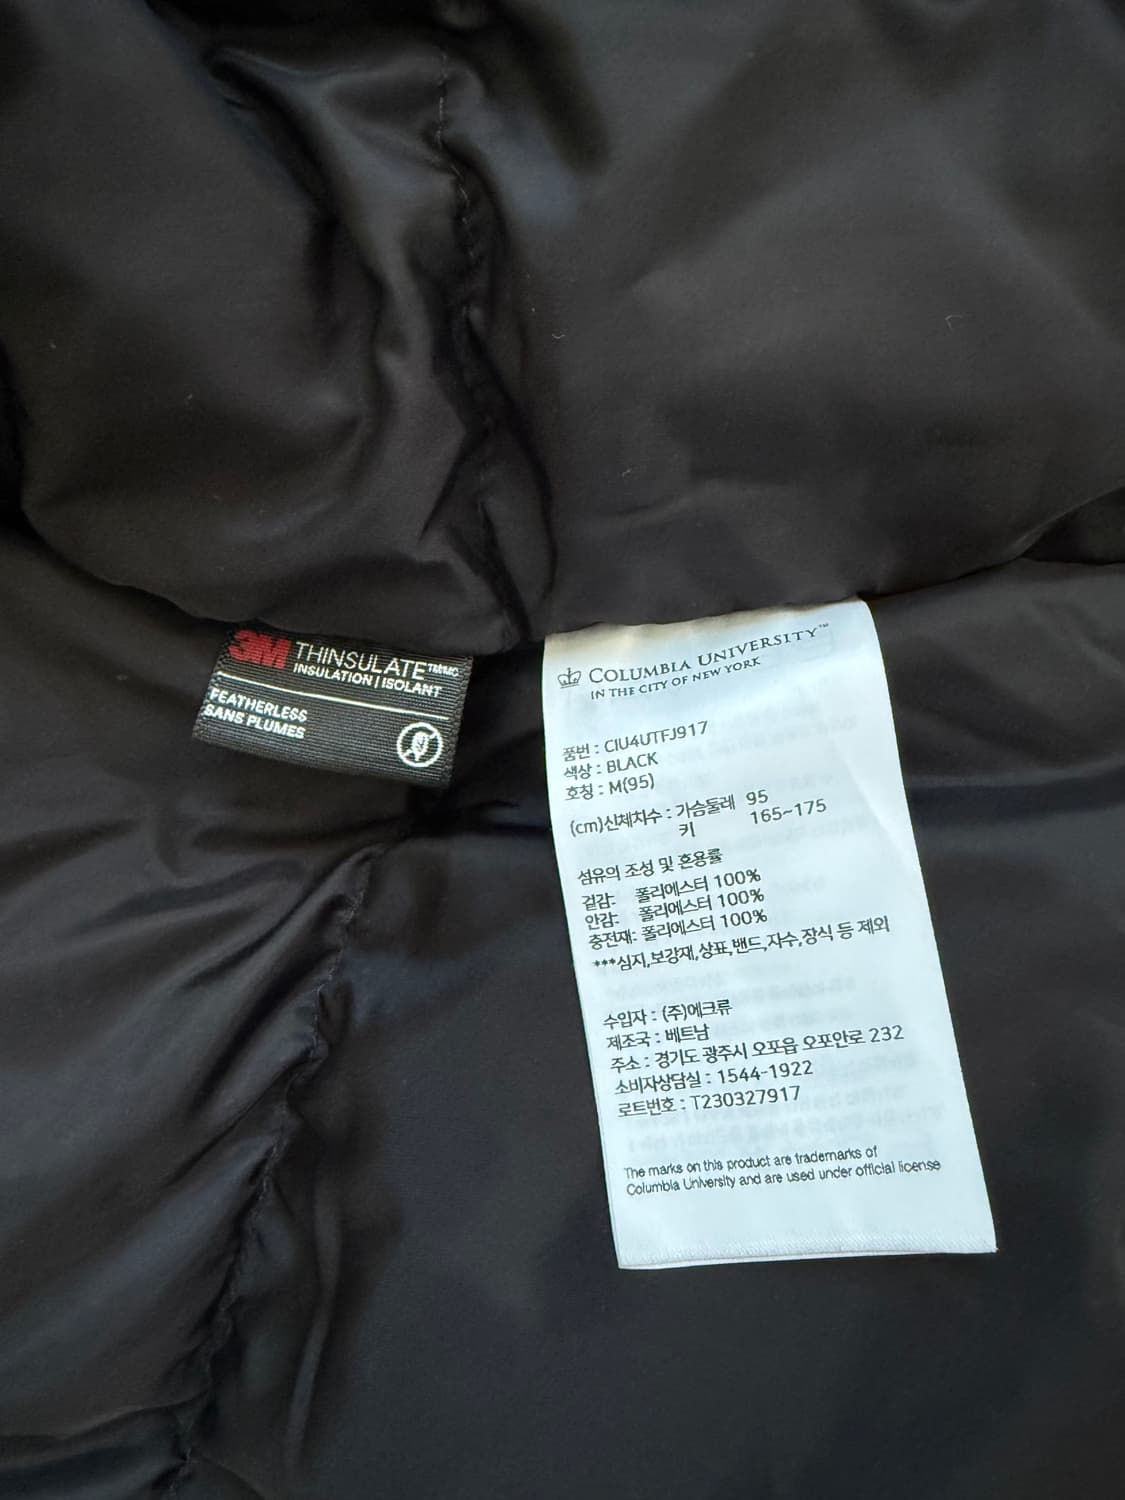 3M THINSULATE™MC
INSULATION | ISOLANT
FEATHERLESS
SANS PLUMES
COLUMBIA UNIVERSITY™
IN THE CITY OF NEW YORK
품번 : CIU4UTFJ917
색상 : BLACK
호칭 : M(95)
(cm)신체치수 : 가슴둘레 95
키 165~175
섬유의 조성 및 혼용률
겉감: 폴리에스터 100%
안감: 폴리에스터 100%
충전재: 폴리에스터 100%
***심지,보강재,상표,밴드,자수,장식 등 제외
수입자 : (주)에크류
제조국 : 베트남
주소 : 경기도 광주시 오포읍 오포안로 232
소비자상담실 : 1544-1922
로트번호 : T230327917
The marks on this product are trademarks of
Columbia University and are used under official license